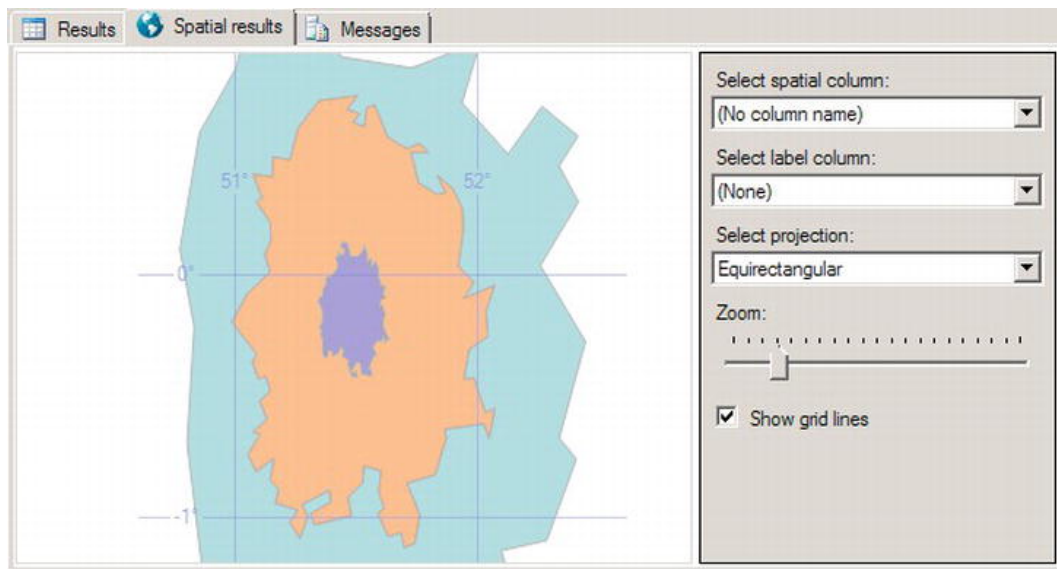 Results Spatial results Messages
Select spatial column:
(No column name)
Select label column:
(None)
Select projection:
Equirectangular
Zoom:
Show grid lines
51° 52°
0°
-1°